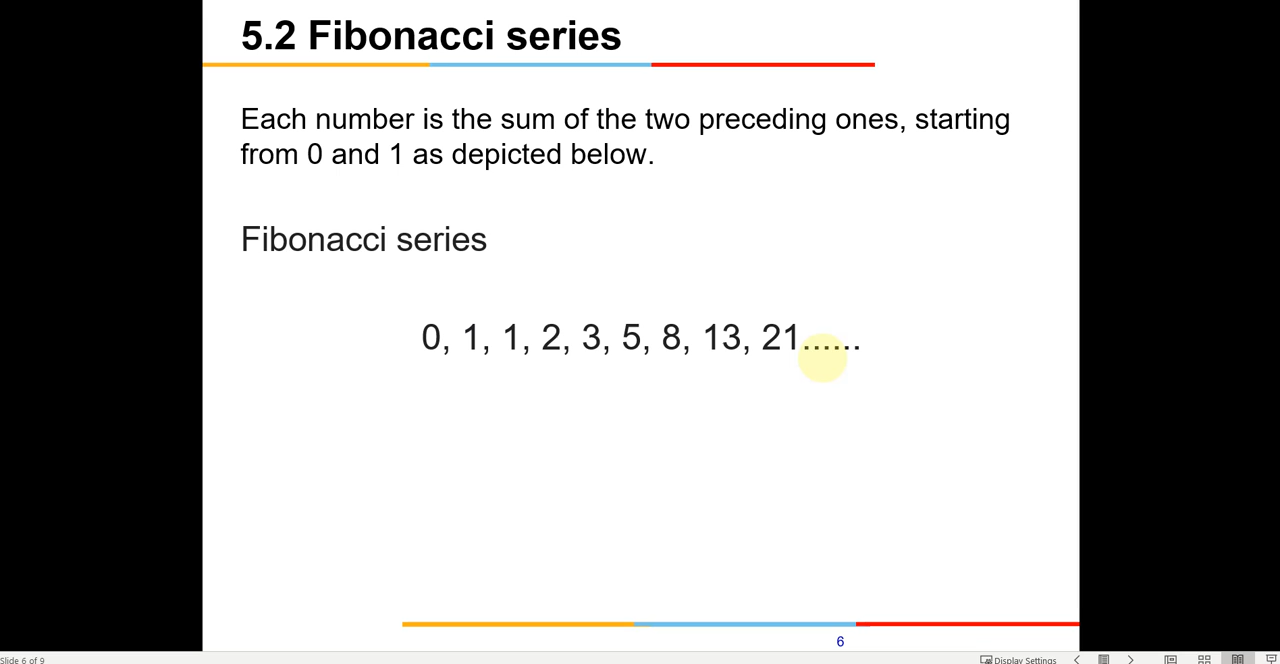 5.2 Fibonacci series
Each number is the sum of the two preceding ones, starting
from 0 and 1 as depicted below.
Fibonacci series
0, 1, 1, 2, 3, 5, 8, 13, 21......
6
Slide 6 of 9
Display Settings